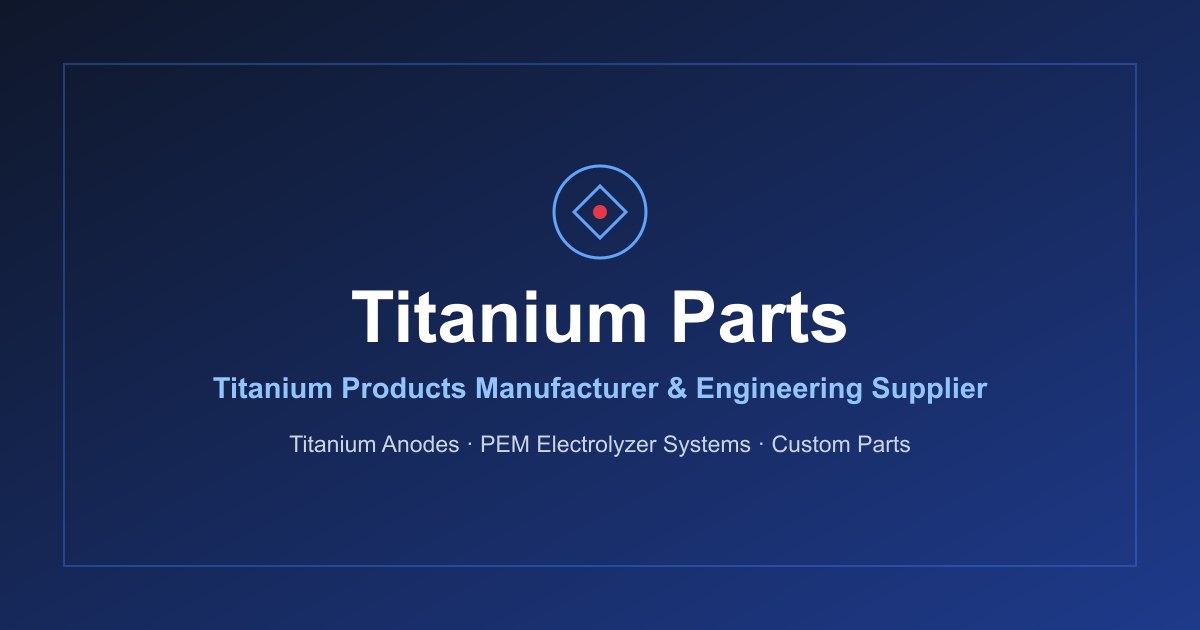 Titanium Parts
Titanium Products Manufacturer & Engineering Supplier
Titanium Anodes · PEM Electrolyzer Systems · Custom Parts